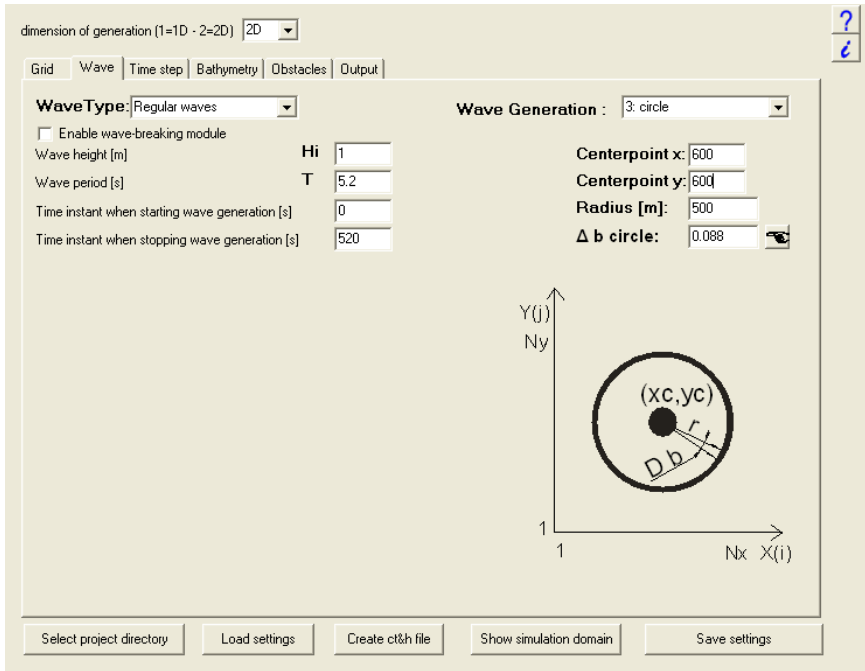 dimension of generation (1=1D - 2=2D) 2D
?
i
Grid Wave Time step Bathymetry Obstacles Output
WaveType: Regular waves
Wave Generation : 3: circle
Enable wave-breaking module
Wave height [m] Hi 1
Centerpoint x: 600
Wave period [s] T 5.2
Centerpoint y: 600
Time instant when starting wave generation [s] 0
Radius [m]: 500
Time instant when stopping wave generation [s] 520
Δ b circle: 0.088
Y(j)
Ny
(xc,yc)
r
D b
1
1 Nx X(i)
Select project directory Load settings Create ct&h file Show simulation domain Save settings